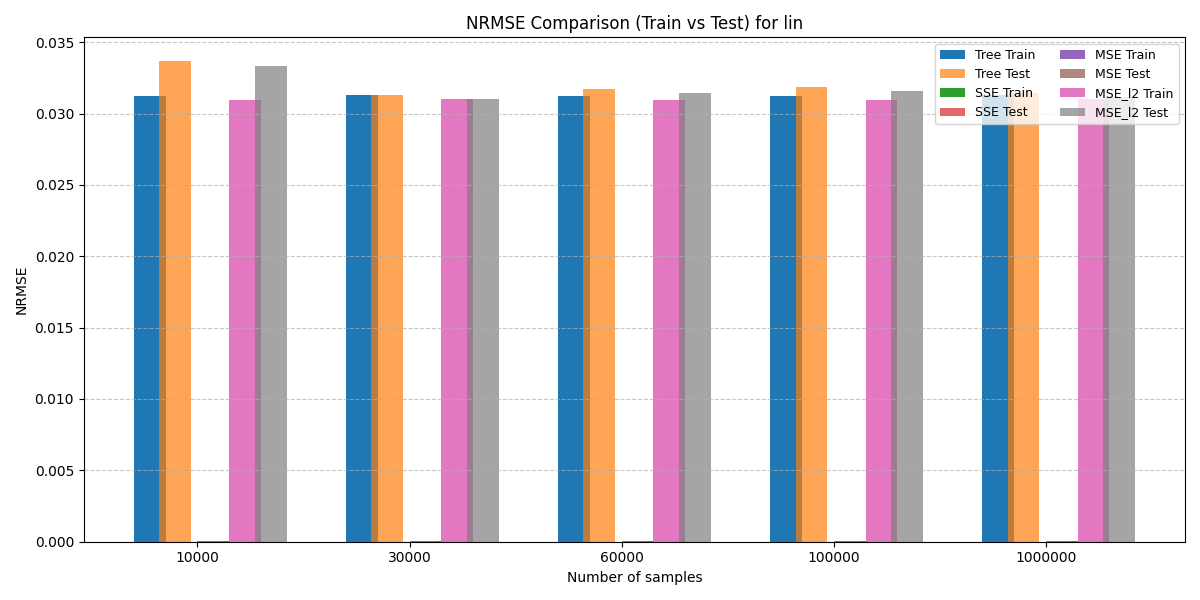 NRMSE Comparison (Train vs Test) for lin
0.035
0.030
0.025
0.020
0.015
0.010
0.005
0.000
NRMSE
Tree Train
Tree Test
SSE Train
SSE Test
MSE Train
MSE Test
MSE_l2 Train
MSE_l2 Test
10000
30000
60000
100000
1000000
Number of samples